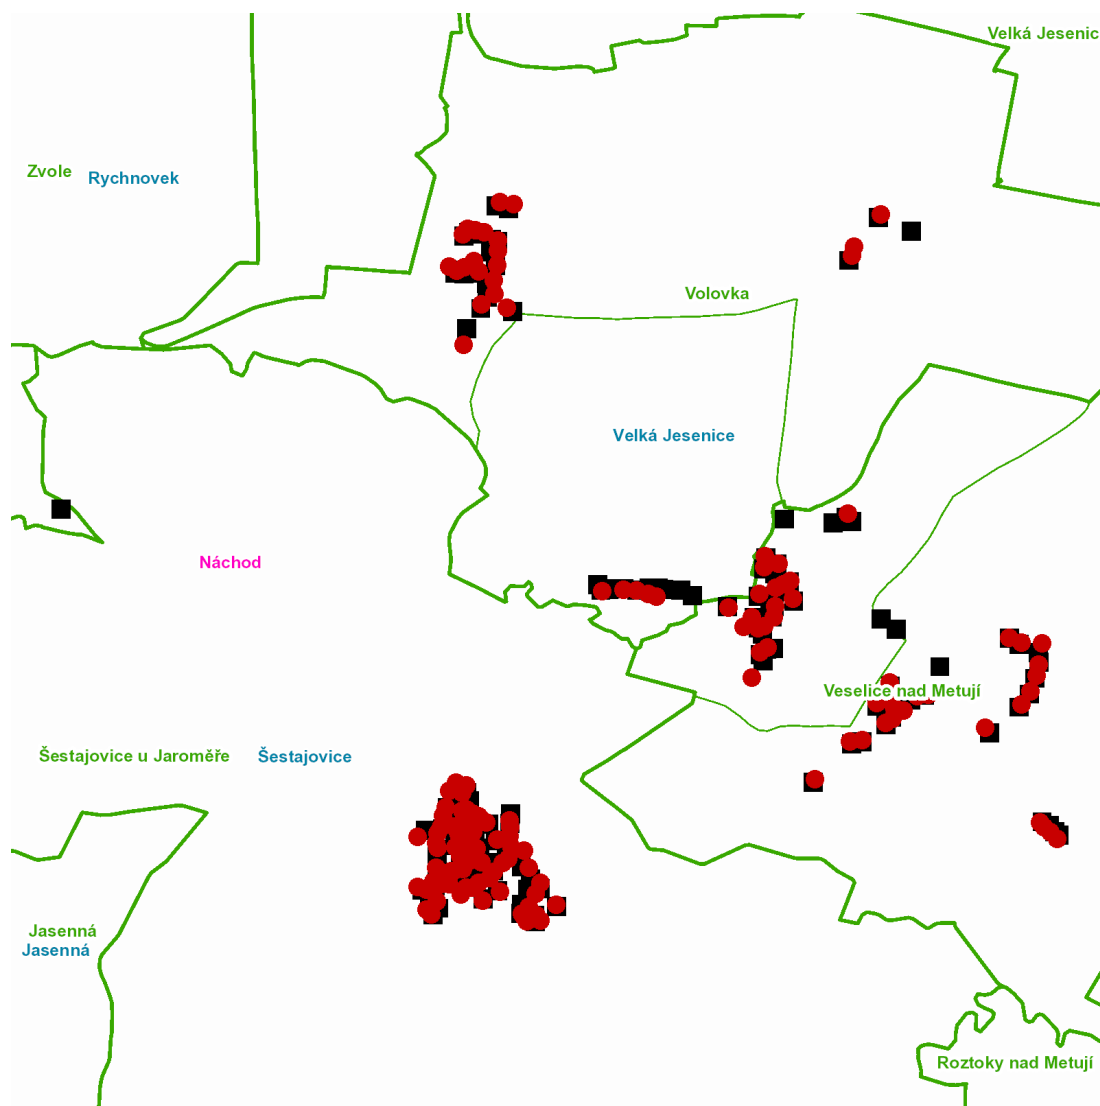 Velká Jesenic
Zvole
Rychnovek
Volovka
Velká Jesenice
Náchod
Veselice nad Metují
Šestajovice u Jaroměře
Šestajovice
Jasenná
Jasenná
Roztoky nad Metují